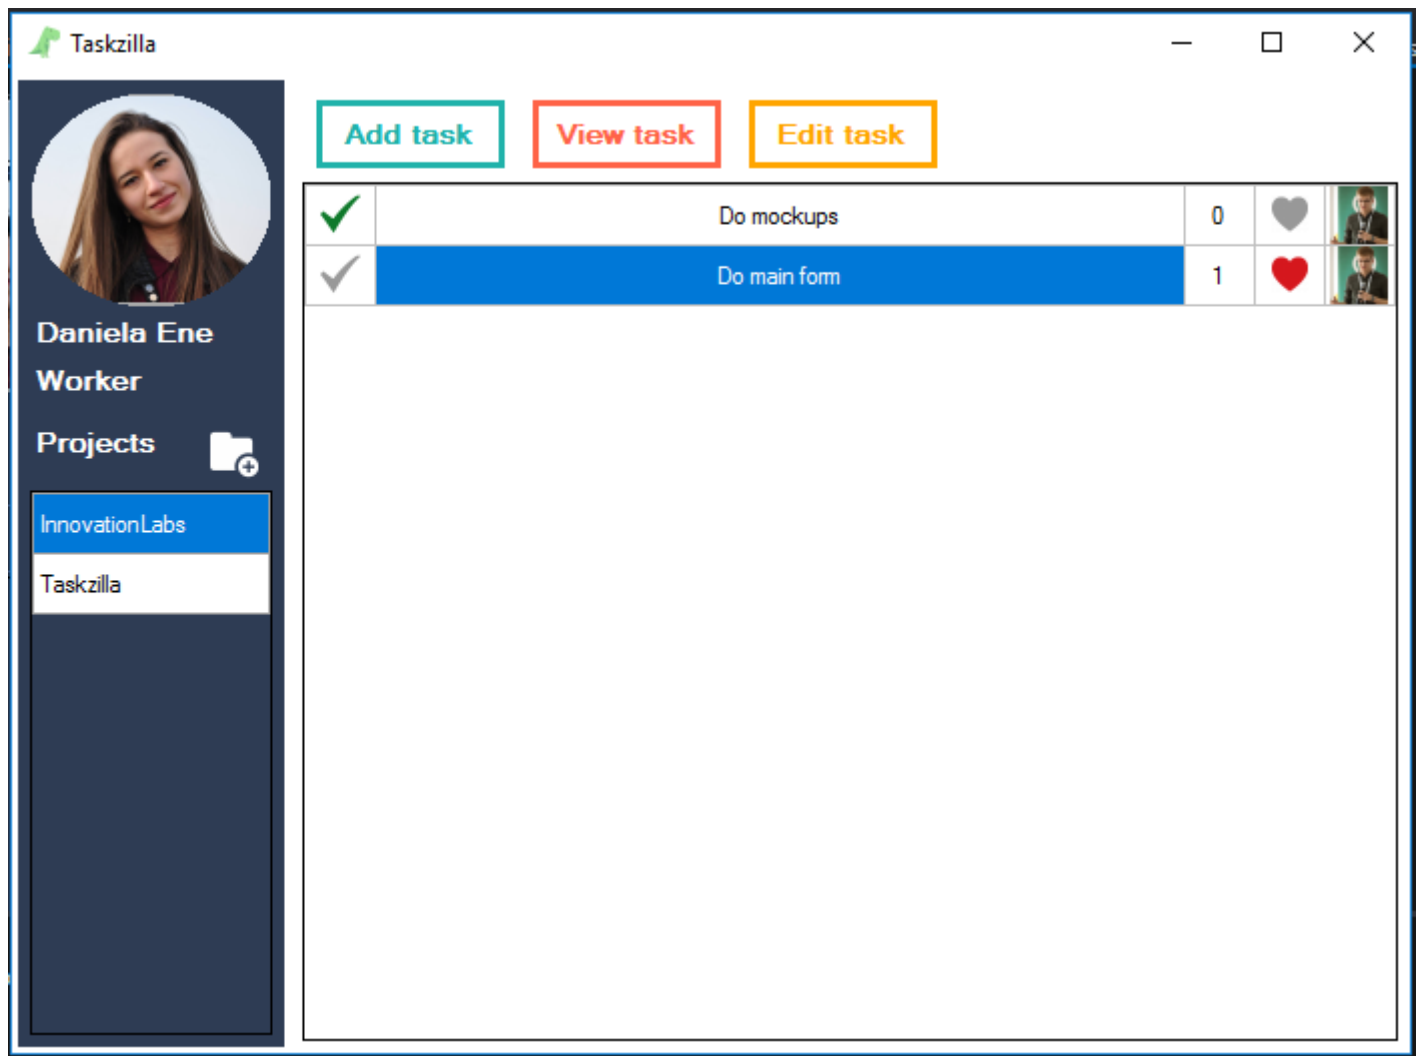 Taskzilla
Add task
View task
Edit task
Do mockups
0
Do main form
1
Daniela Ene
Worker
Projects
InnovationLabs
Taskzilla